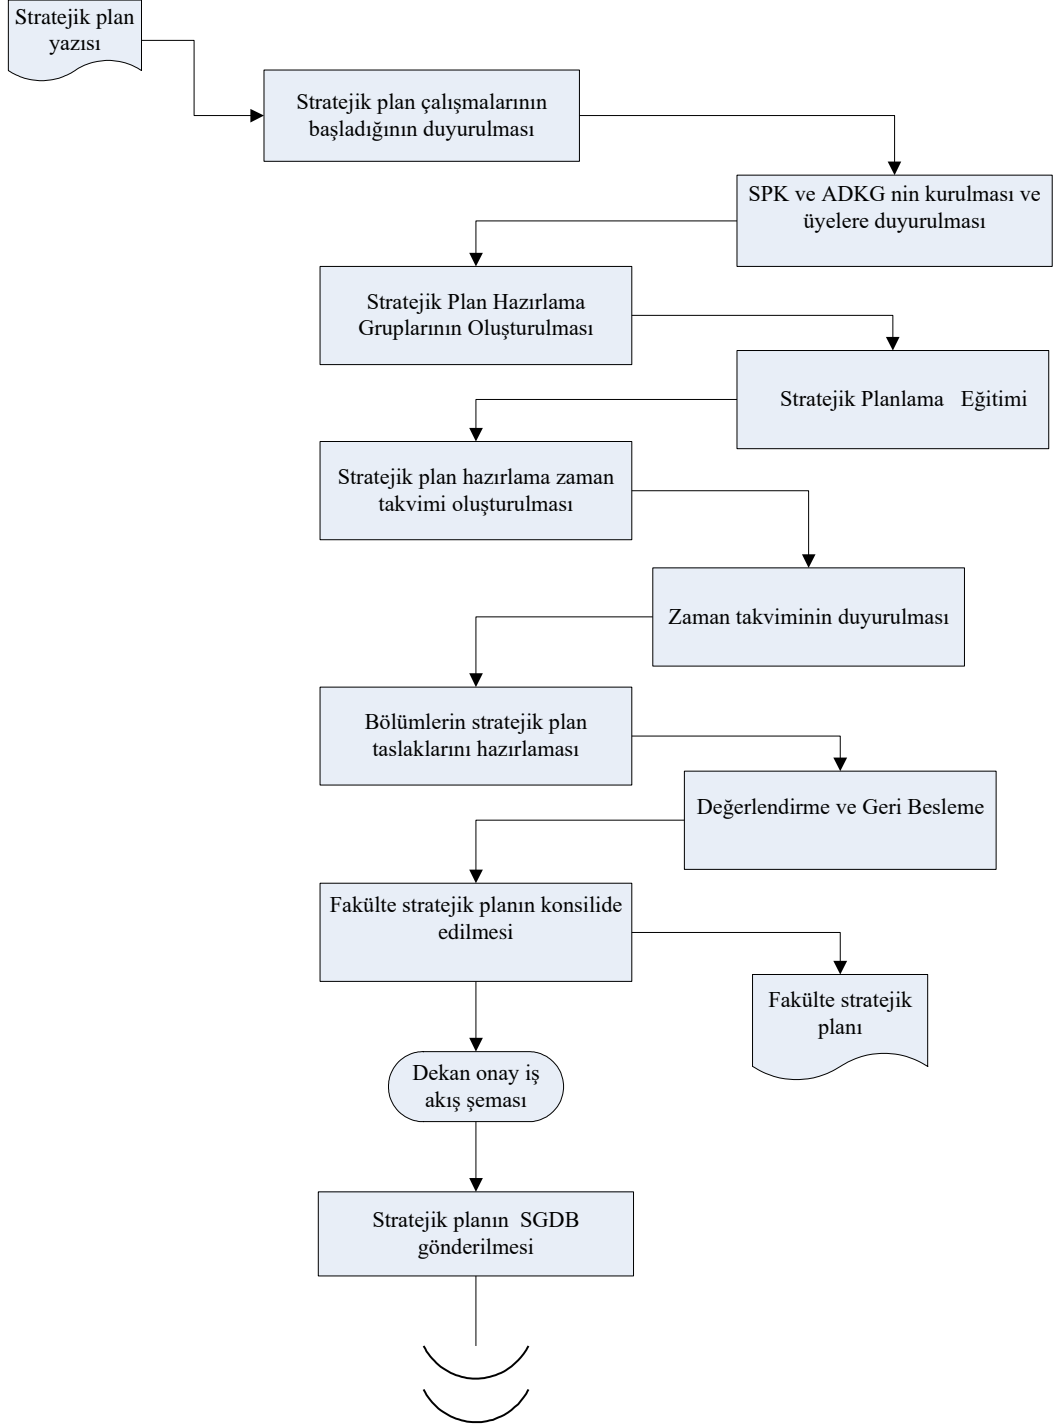 Stratejik plan
yazısı
Stratejik plan çalışmalarının
başladığının duyurulması
SPK ve ADKG nin kurulması ve
üyelere duyurulması
Stratejik Plan Hazırlama
Gruplarının Oluşturulması
Stratejik Planlama Eğitimi
Stratejik plan hazırlama zaman
takvimi oluşturulması
Zaman takviminin duyurulması
Bölümlerin stratejik plan
taslaklarını hazırlaması
Değerlendirme ve Geri Besleme
Fakülte stratejik planın konsilide
edilmesi
Fakülte stratejik
planı
Dekan onay iş
akış şeması
Stratejik planın SGDB
gönderilmesi